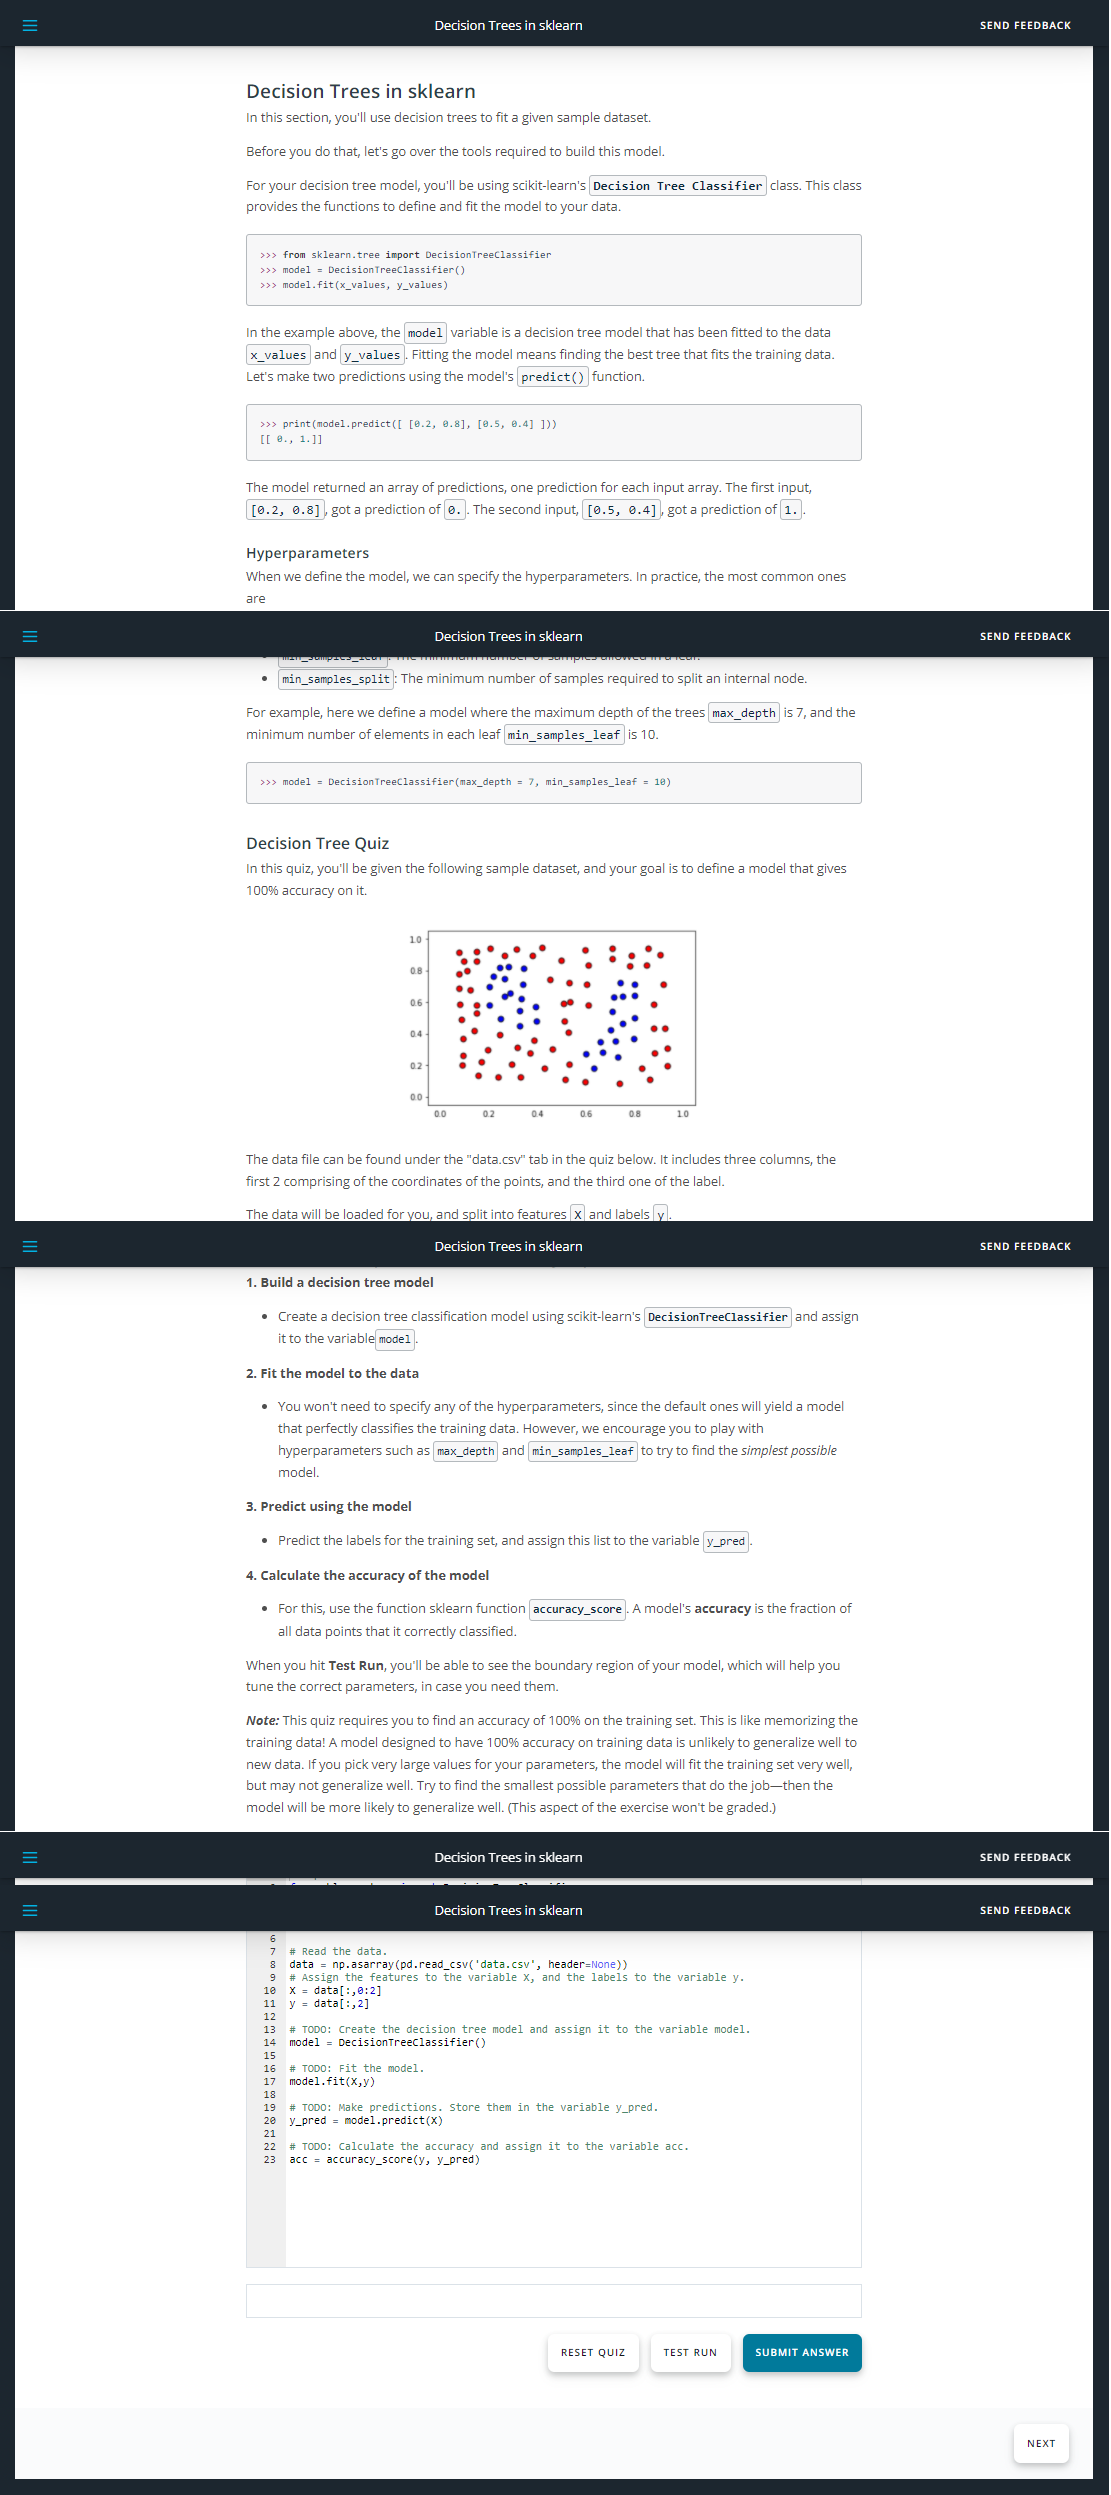 Decision Trees in sklearn
SEND FEEDBACK
Decision Trees in sklearn
In this section, you'll use decision trees to fit a given sample dataset.
Before you do that, let's go over the tools required to build this model.
For your decision tree model, you'll be using scikit-learn's Decision Tree Classifier class. This class
provides the functions to define and fit the model to your data.
>>> from sklearn.tree import DecisionTreeClassifier
>>> model = DecisionTreeClassifier()
>>> model.fit(x_values, y_values)
In the example above, the model variable is a decision tree model that has been fitted to the data
x_values and y_values. Fitting the model means finding the best tree that fits the training data.
Let's make two predictions using the model's predict() function.
>>> print(model.predict([ [0.2, 0.8], [0.5, 0.4] ]))
[[ 0., 1.]]
The model returned an array of predictions, one prediction for each input array. The first input,
[0.2, 0.8], got a prediction of 0.. The second input, [0.5, 0.4], got a prediction of 1..
Hyperparameters
When we define the model, we can specify the hyperparameters. In practice, the most common ones
are
Decision Trees in sklearn
SEND FEEDBACK
• min_samples_leaf: The minimum number of samples allowed in a leaf.
• min_samples_split: The minimum number of samples required to split an internal node.
For example, here we define a model where the maximum depth of the trees max_depth is 7, and the
minimum number of elements in each leaf min_samples_leaf is 10.
>>> model = DecisionTreeClassifier(max_depth = 7, min_samples_leaf = 10)
Decision Tree Quiz
In this quiz, you'll be given the following sample dataset, and your goal is to define a model that gives
100% accuracy on it.
1.0
0.8
0.6
0.4
0.2
0.0
0.0 0.2 0.4 0.6 0.8 1.0
The data file can be found under the "data.csv" tab in the quiz below. It includes three columns, the
first 2 comprising of the coordinates of the points, and the third one of the label.
The data will be loaded for you, and split into features X and labels y.
Decision Trees in sklearn
SEND FEEDBACK
1. Build a decision tree model
• Create a decision tree classification model using scikit-learn's DecisionTreeClassifier and assign
it to the variable model.
2. Fit the model to the data
• You won't need to specify any of the hyperparameters, since the default ones will yield a model
that perfectly classifies the training data. However, we encourage you to play with
hyperparameters such as max_depth and min_samples_leaf to try to find the simplest possible
model.
3. Predict using the model
• Predict the labels for the training set, and assign this list to the variable y_pred.
4. Calculate the accuracy of the model
• For this, use the function sklearn function accuracy_score. A model's accuracy is the fraction of
all data points that it correctly classified.
When you hit Test Run, you'll be able to see the boundary region of your model, which will help you
tune the correct parameters, in case you need them.
Note: This quiz requires you to find an accuracy of 100% on the training set. This is like memorizing the
training data! A model designed to have 100% accuracy on training data is unlikely to generalize well to
new data. If you pick very large values for your parameters, the model will fit the training set very well,
but may not generalize well. Try to find the smallest possible parameters that do the job—then the
model will be more likely to generalize well. (This aspect of the exercise won't be graded.)
Decision Trees in sklearn
SEND FEEDBACK
Decision Trees in sklearn
SEND FEEDBACK
6
7 # Read the data.
8 data = np.asarray(pd.read_csv('data.csv', header=None))
9 # Assign the features to the variable X, and the labels to the variable y.
10 X = data[:,0:2]
11 y = data[:,2]
12
13 # TODO: Create the decision tree model and assign it to the variable model.
14 model = DecisionTreeClassifier()
15
16 # TODO: Fit the model.
17 model.fit(X,y)
18
19 # TODO: Make predictions. Store them in the variable y_pred.
20 y_pred = model.predict(X)
21
22 # TODO: Calculate the accuracy and assign it to the variable acc.
23 acc = accuracy_score(y, y_pred)
RESET QUIZ
TEST RUN
SUBMIT ANSWER
NEXT